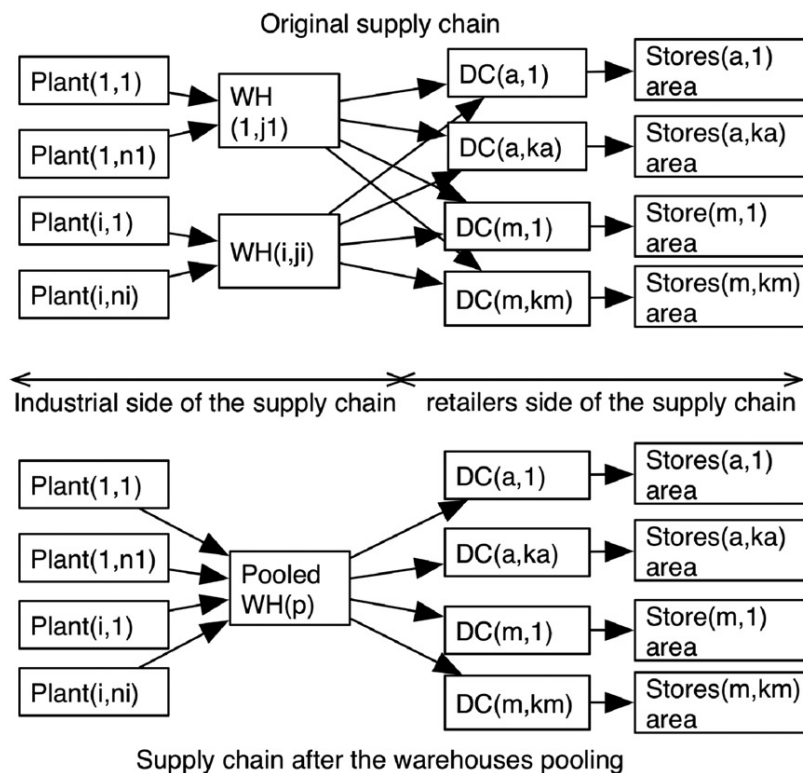 Original supply chain
Plant(1,1)
Plant(1,n1)
Plant(i,1)
Plant(i,ni)
WH
(1,j1)
WH(i,ji)
DC(a,1)
DC(a,ka)
DC(m,1)
DC(m,km)
Stores(a,1)
area
Stores(a,ka)
area
Store(m,1)
area
Stores(m,km)
area
Industrial side of the supply chain
retailers side of the supply chain
Plant(1,1)
Plant(1,n1)
Plant(i,1)
Plant(i,ni)
Pooled
WH(p)
DC(a,1)
DC(a,ka)
DC(m,1)
DC(m,km)
Stores(a,1)
area
Stores(a,ka)
area
Store(m,1)
area
Stores(m,km)
area
Supply chain after the warehouses pooling